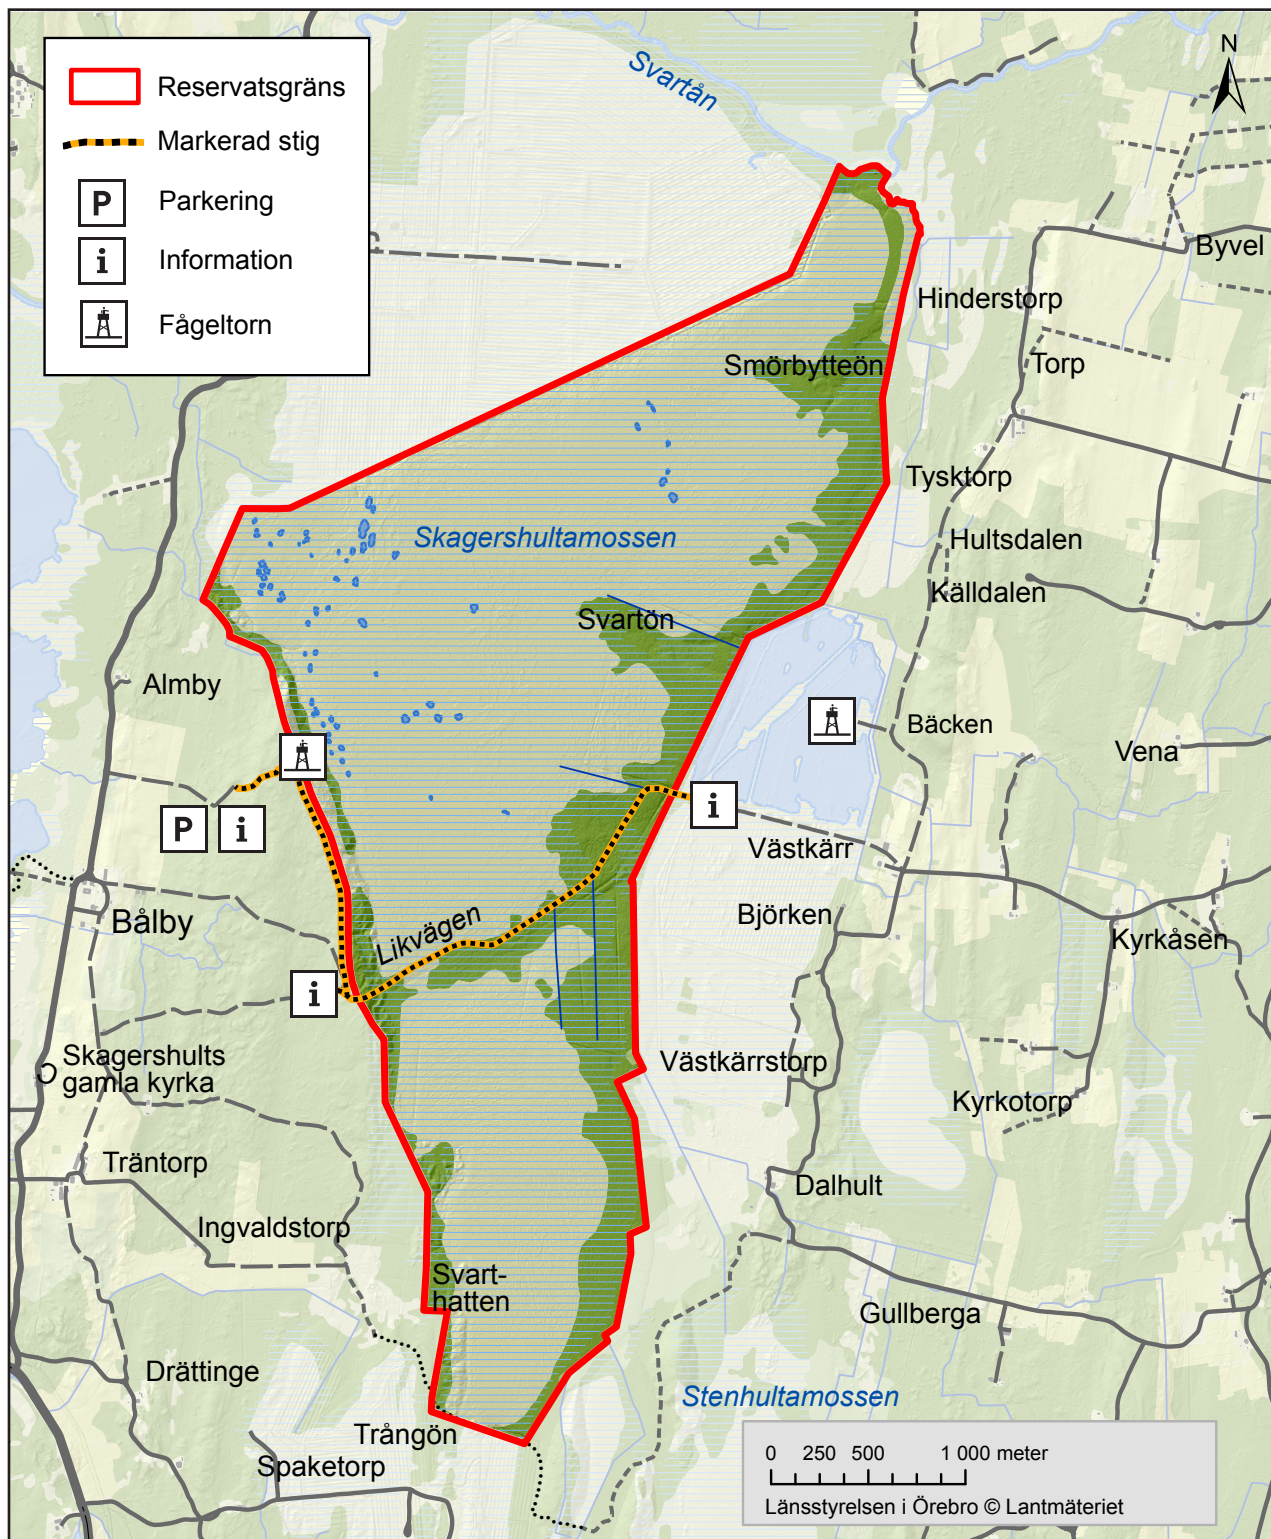 Reservatsgräns
Markerad stig
P Parkering
i Information
Fågeltorn
N
Svartån
Byvel
Hinderstorp
Torp
Smörbytteön
Tysktorp
Skagershultamossen
Hultsdalen
Källdalen
Svartön
Almby
Bäcken
Vena
P i
i
Västkärr
Björken
Bålby
Likvägen
Kyrkåsen
i
Skagershults
gamla kyrka
Västkärrstorp
Kyrkotorp
Träntorp
Dalhult
Ingvaldstorp
Svart-
hatten
Gullberga
Drättinge
Stenhultamossen
Trångön
Spaketorp
0 250 500 1 000 meter
Länsstyrelsen i Örebro © Lantmäteriet